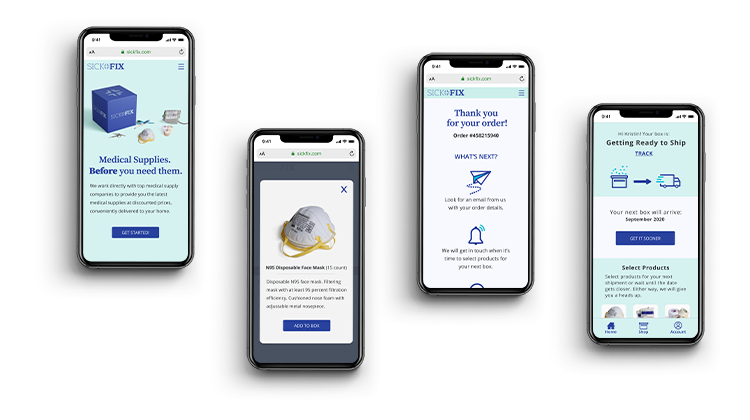 9:41
AA sickfix.com
SICK FIX
SICK FIX
Medical Supplies.
Before you need them.
We work directly with top medical supply
companies to provide you the latest
medical supplies at discounted prices,
conveniently delivered to your home.
GET STARTED!
9:41
AA sickfix.com
X
N95 Disposable Face Mask (15 count)
Disposable N95 face mask. Filtering
mask with at least 95 percent filtration
efficiency. Cushioned nose foam with
adjustable metal nosepiece.
ADD TO BOX
9:41
AA sickfix.com
SICK FIX
Thank you
for your order!
Order #458215940
WHAT'S NEXT?
Look for an email from us
with your order details.
We will get in touch when it's
time to select products for
your next box.
9:41
Hi Kristin! Your box is:
Getting Ready to Ship
TRACK
Your next box will arrive:
September 2020
GET IT SOONER!
Select Products
Select products for your next
shipment or wait until the date
gets closer. Either way, we will give
you a heads up.
Home
Shop
Account